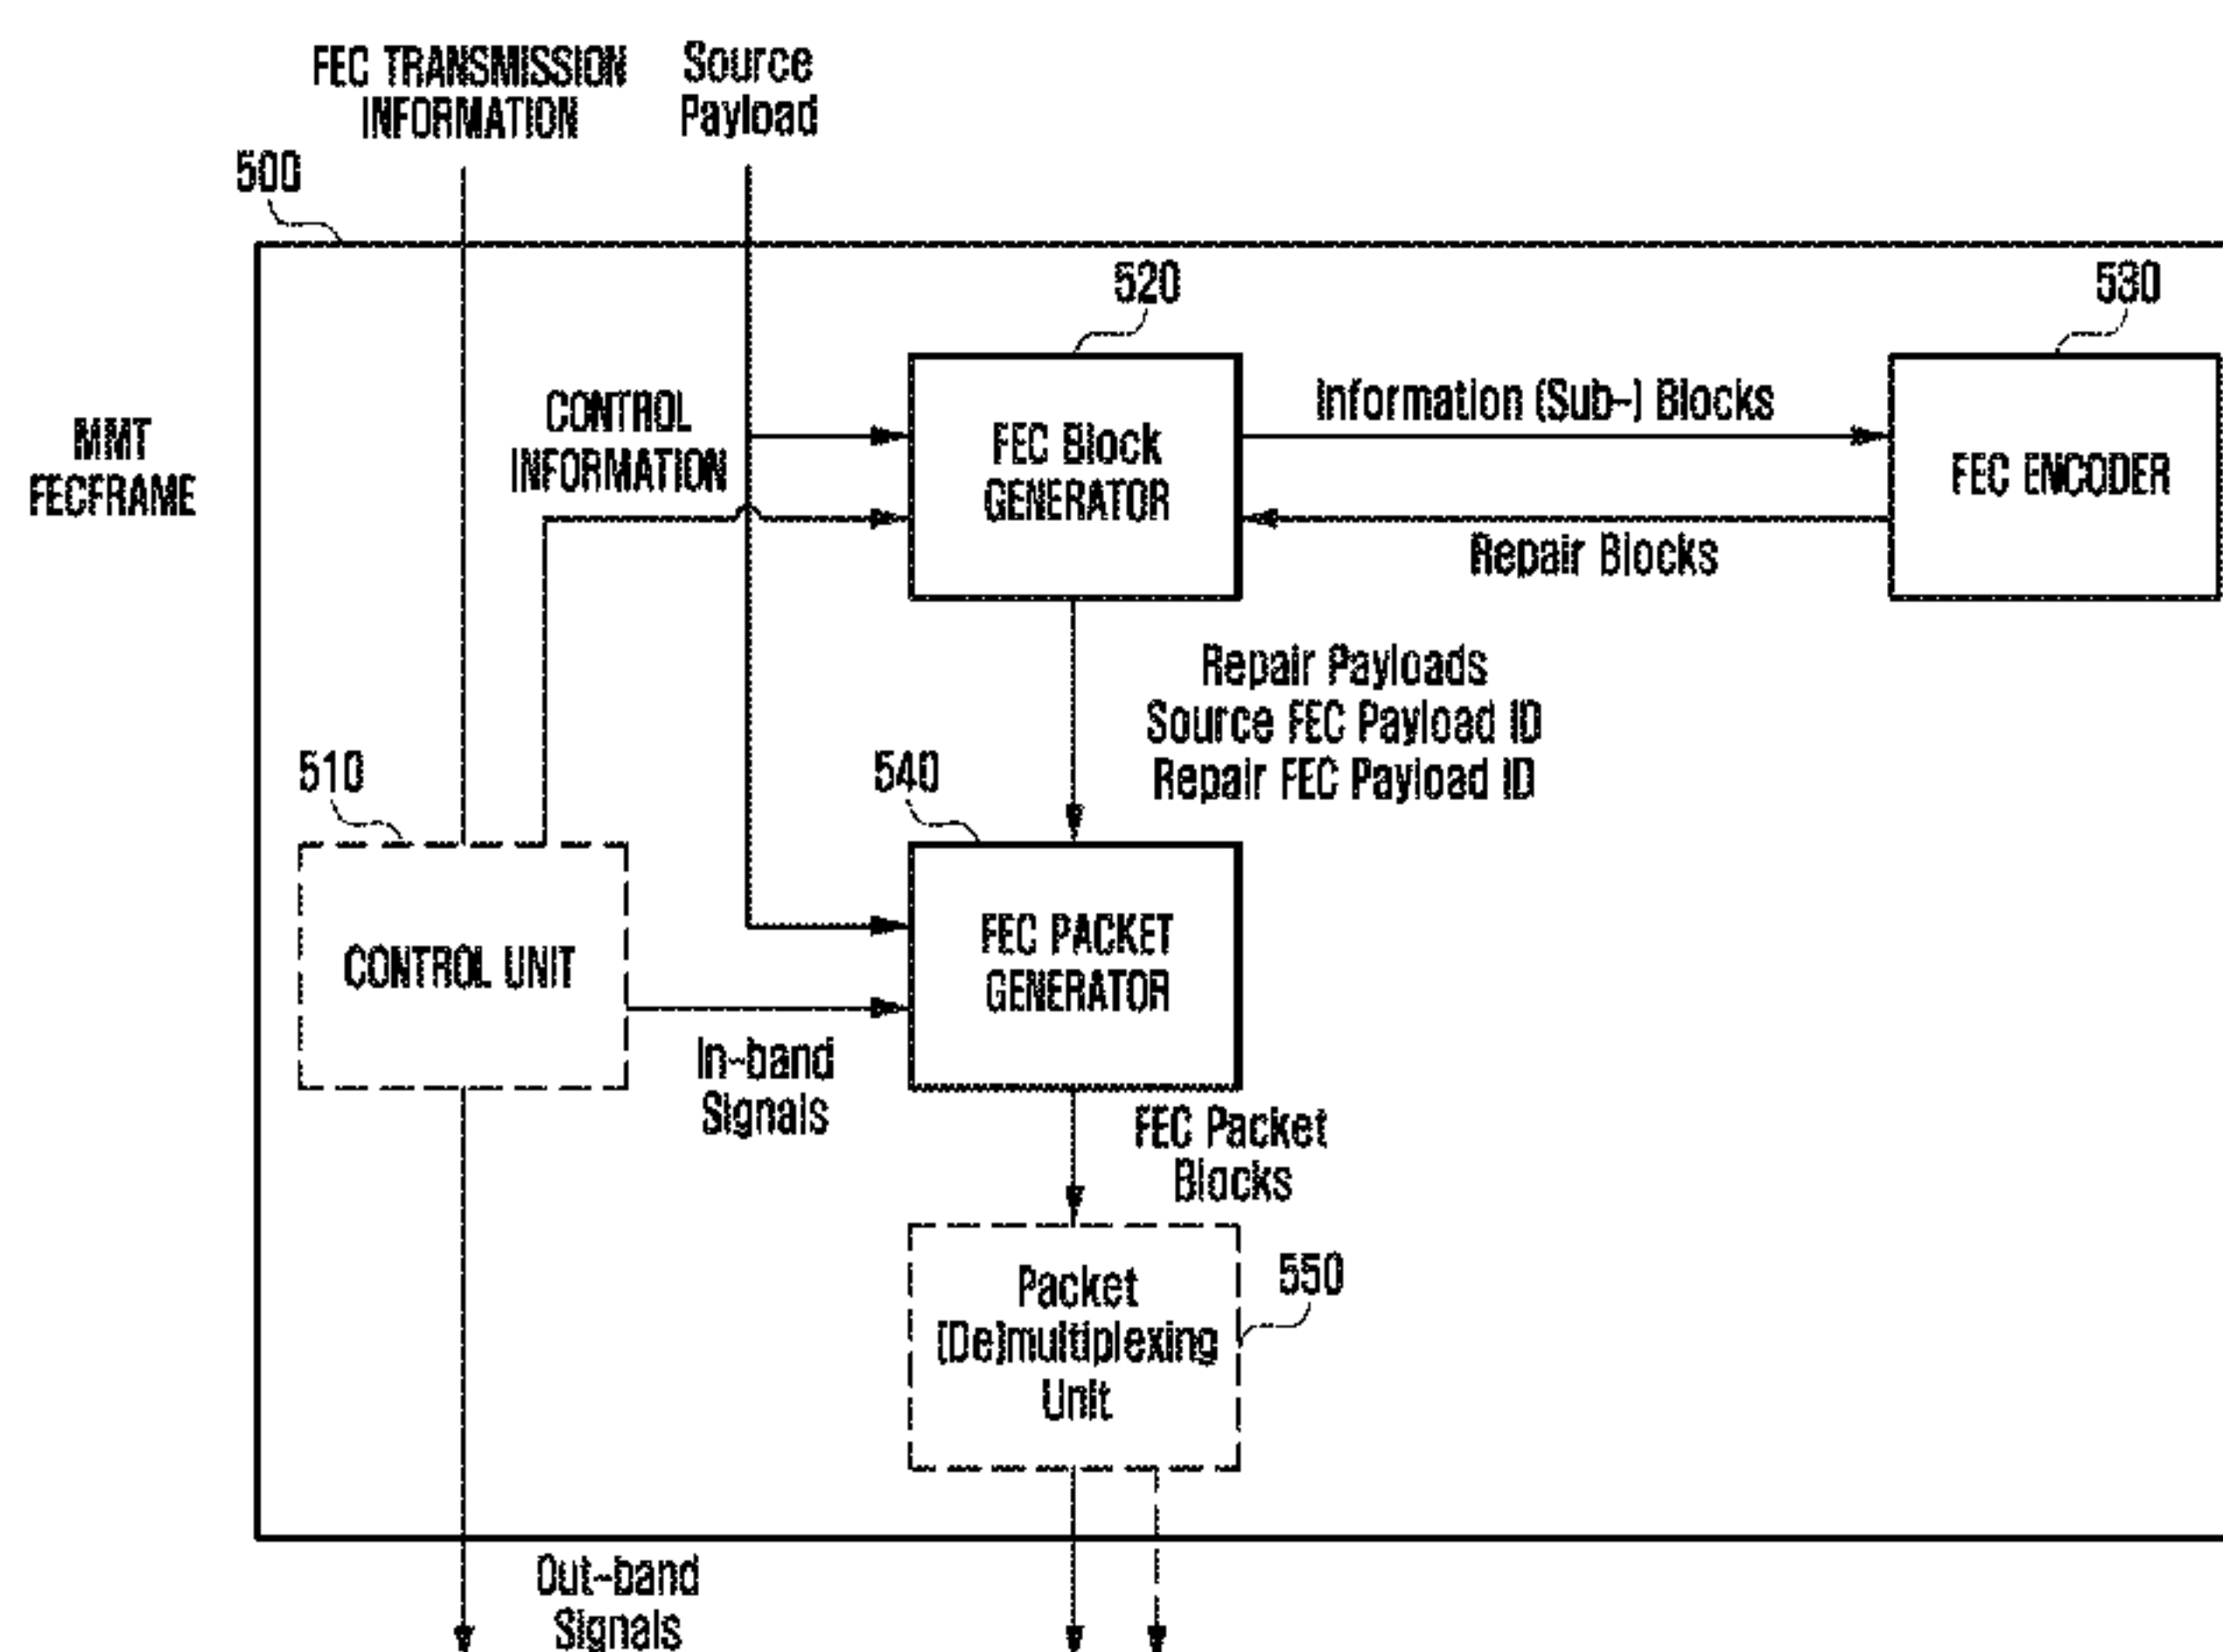 FEC TRANSMISSION
INFORMATION
Source
Payload
500
520
530
MMT
FECFRAME
CONTROL
INFORMATION
FEC Block
GENERATOR
Information (Sub-) Blocks
FEC ENCODER
Repair Blocks
Repair Payloads
Source FEC Payload ID
Repair FEC Payload ID
510
540
CONTROL UNIT
FEC PACKET
GENERATOR
In-band
Signals
FEC Packet
Blocks
Packet
(De)multiplexing
Unit
550
Out-band
Signals